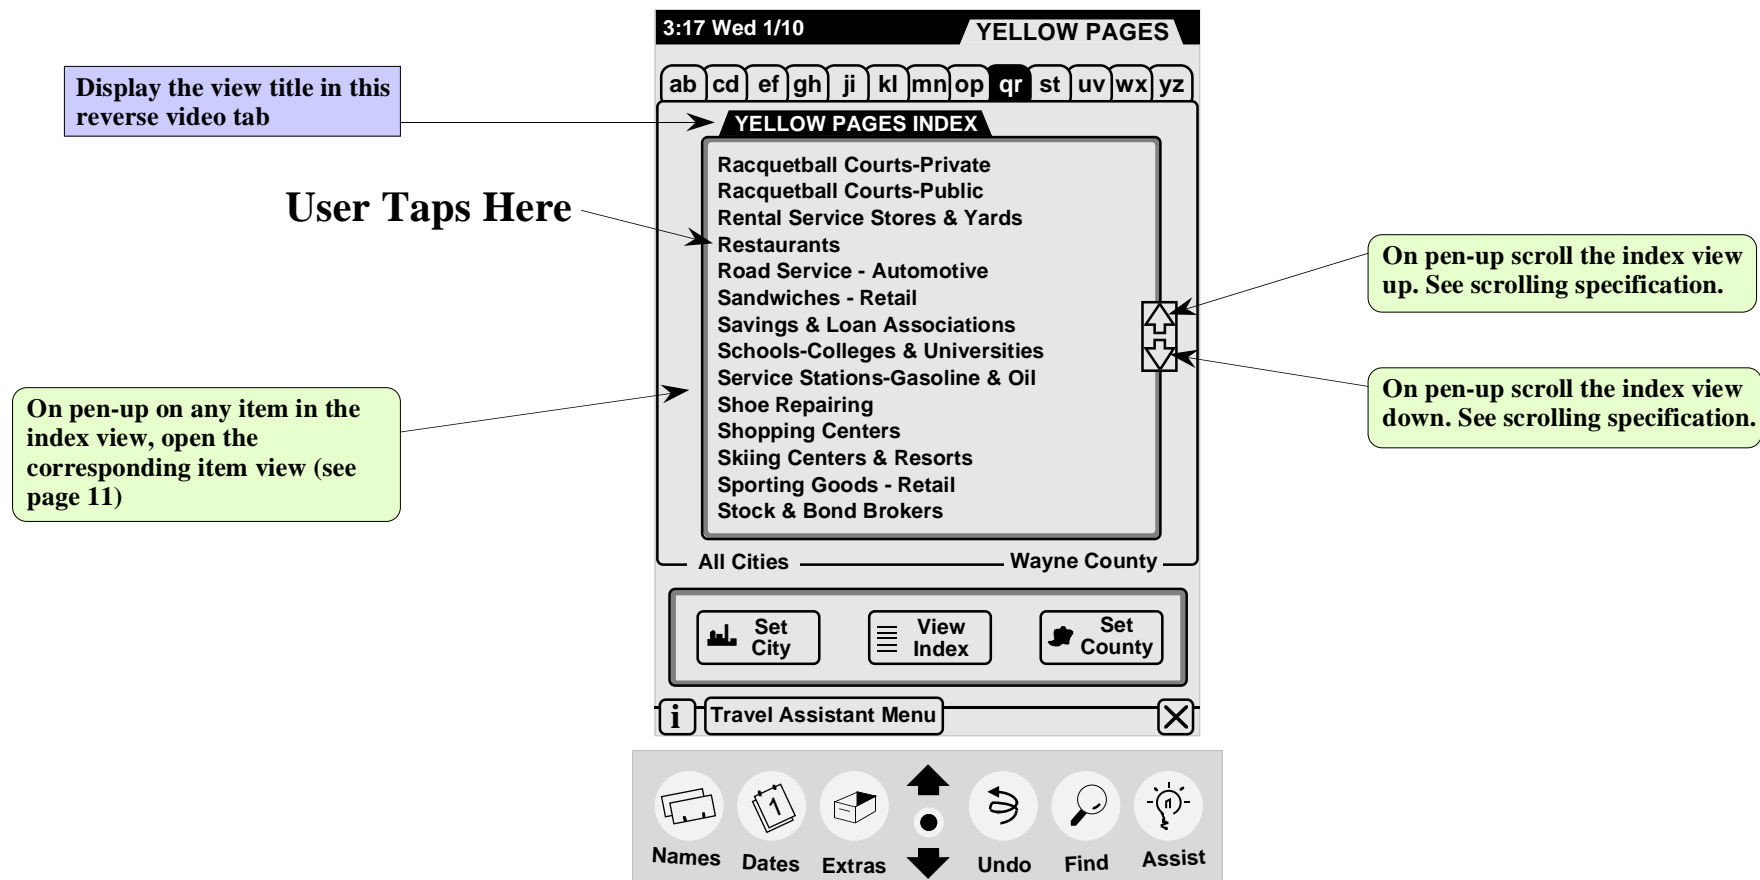 3:17 Wed 1/10
YELLOW PAGES
ab cd ef gh ji kl mn op qr st uv wx yz
Display the view title in this
reverse video tab
YELLOW PAGES INDEX
User Taps Here
Racquetball Courts-Private
Racquetball Courts-Public
Rental Service Stores & Yards
Restaurants
Road Service - Automotive
Sandwiches - Retail
Savings & Loan Associations
Schools-Colleges & Universities
Service Stations-Gasoline & Oil
Shoe Repairing
Shopping Centers
Skiing Centers & Resorts
Sporting Goods - Retail
Stock & Bond Brokers
On pen-up scroll the index view
up. See scrolling specification.
On pen-up scroll the index view
down. See scrolling specification.
On pen-up on any item in the
index view, open the
corresponding item view (see
page 11)
All Cities
Wayne County
Set
City
View
Index
Set
County
i
Travel Assistant Menu
1
Names
Dates
Extras
Undo
Find
Assist